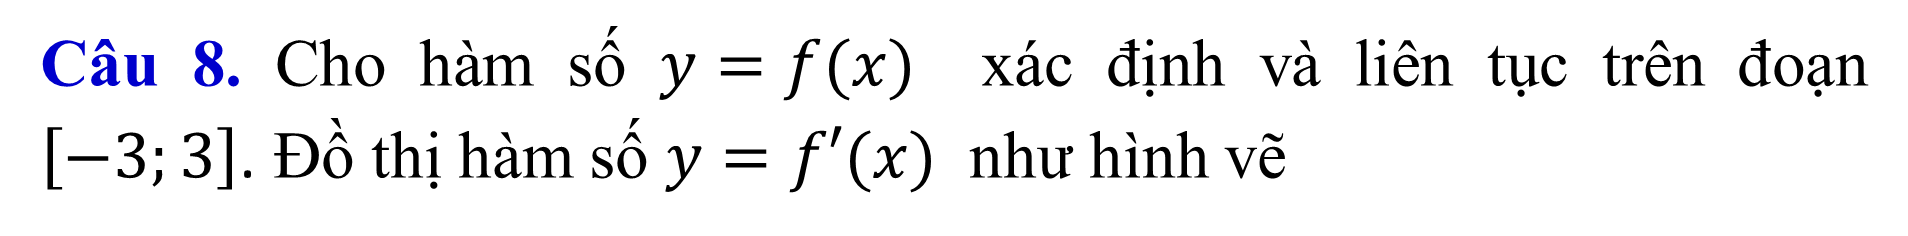 Câu 8. Cho hàm số y = f(x) xác định và liên tục trên đoạn
[−3; 3]. Đồ thị hàm số y = f′(x) như hình vẽ